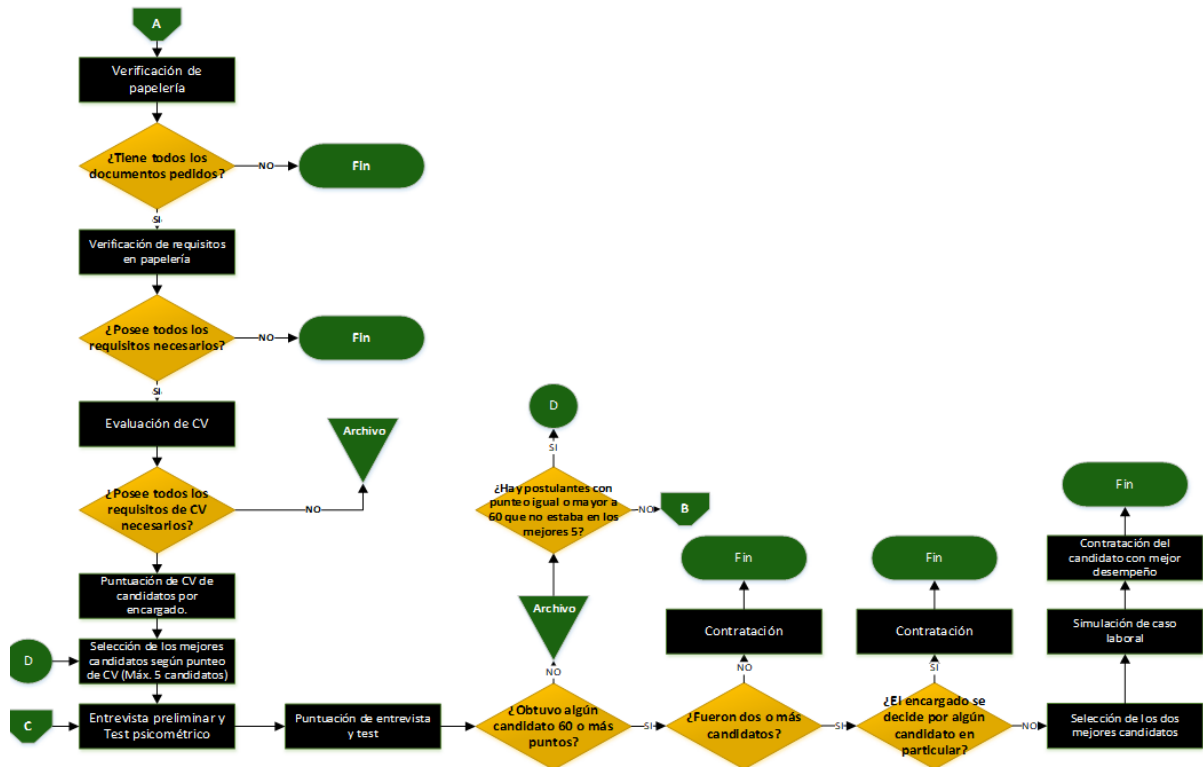 A
Verificación de
papelería
¿Tiene todos los
documentos pedidos?
NO
Fin
SI
Verificación de requisitos
en papelería
¿Posee todos los
requisitos necesarios?
NO
Fin
SI
Evaluación de CV
Archivo
¿Posee todos los
requisitos de CV
necesarios?
NO
Puntuación de CV de
candidatos por
encargado.
D
Selección de los mejores
candidatos según punteo
de CV (Máx. 5 candidatos)
C
Entrevista preliminar y
Test psicométrico
Puntuación de entrevista
y test
¿Obtuvo algún
candidato 60 o más
puntos?
NO
Archivo
¿Hay postulantes con
punteo igual o mayor a
60 que no estaba en los
mejores 5?
SI
D
NO
B
SI
¿Fueron dos o más
candidatos?
NO
Contratación
Fin
SI
¿El encargado se
decide por algún
candidato en
particular?
SI
Contratación
Fin
NO
Selección de los dos
mejores candidatos
Simulación de caso
laboral
Contratación del
candidato con mejor
desempeño
Fin